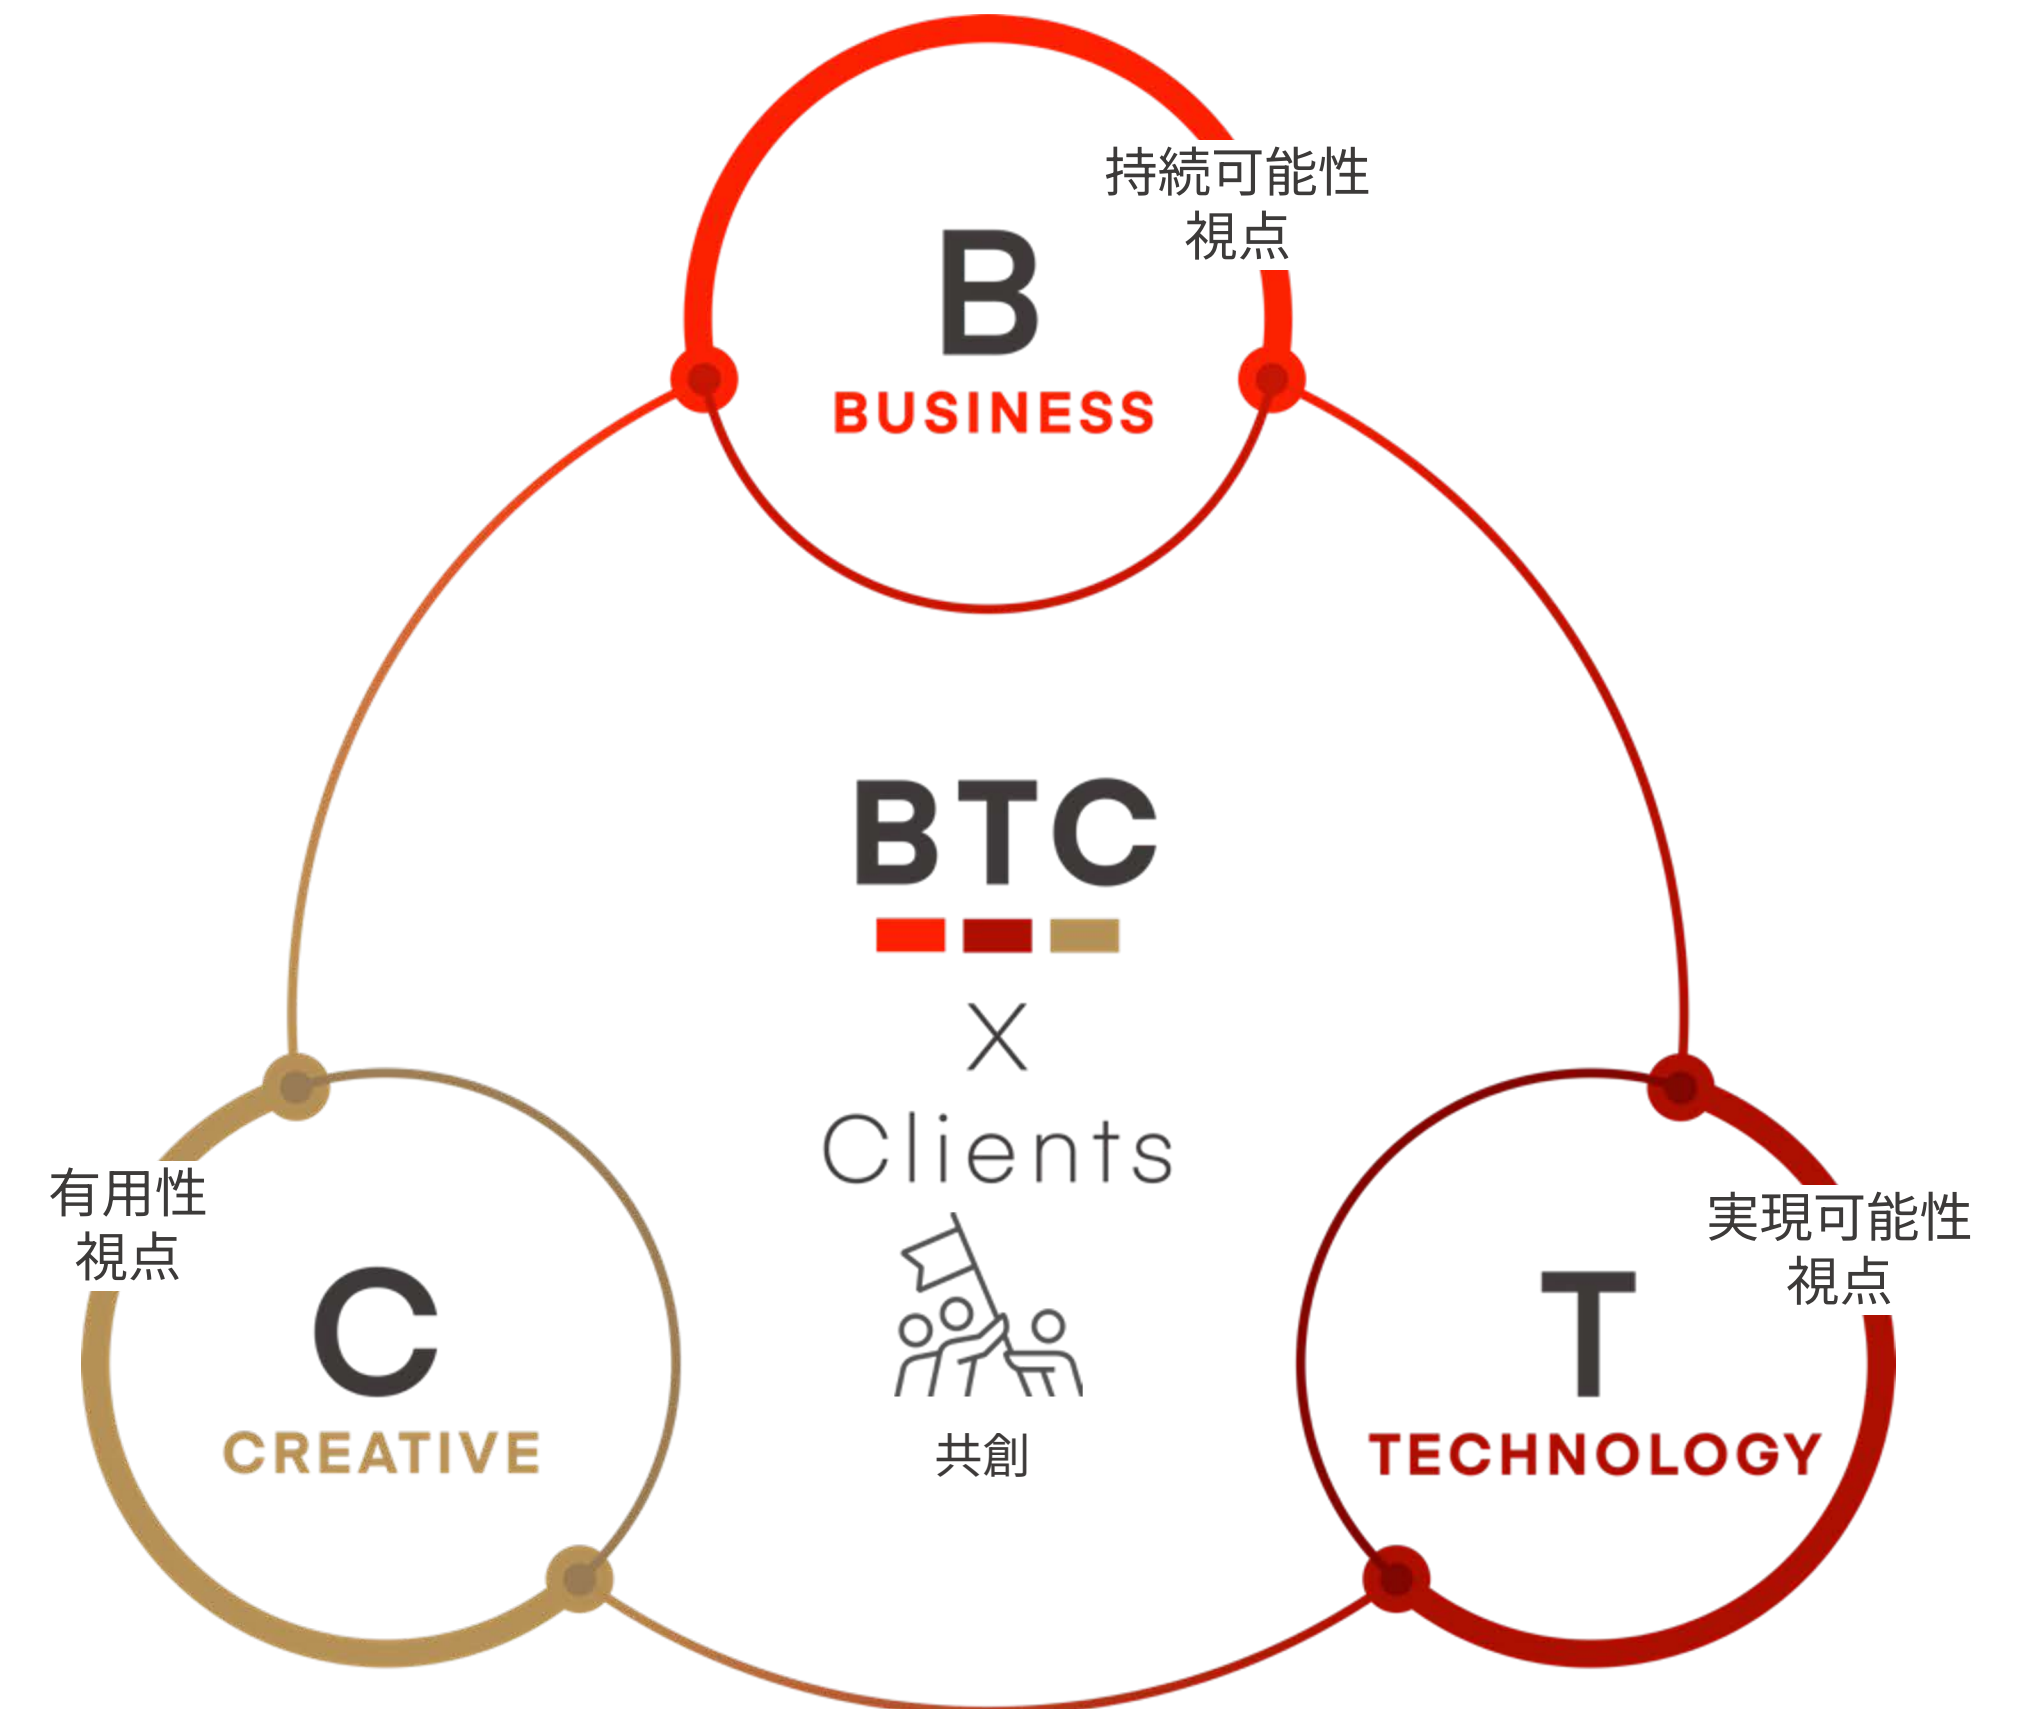 持続可能性
視点
B
BUSINESS
BTC
X
Clients
共創
有用性
視点
C
CREATIVE
実現可能性
視点
T
TECHNOLOGY